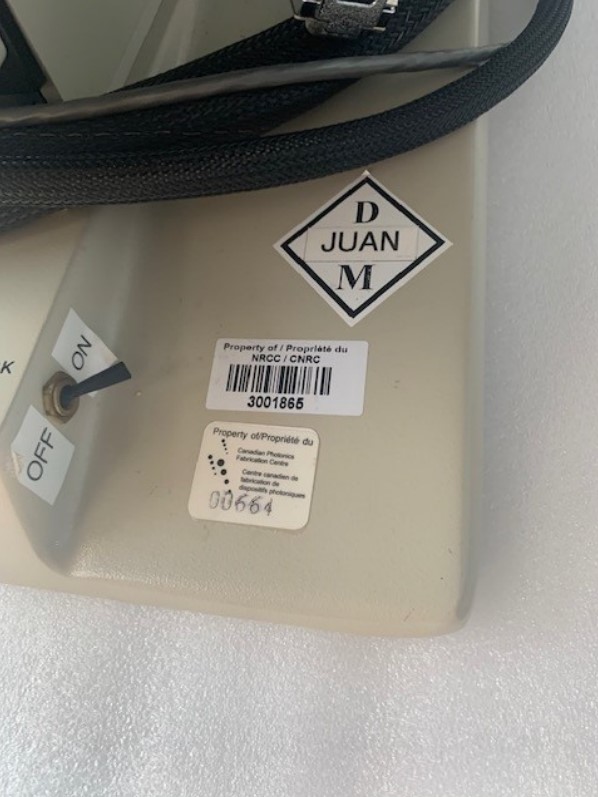 D
JUAN
M
Property of / Propriété du
NRCC / CNRC
3001865
K
ON
OFF
Property of/Propriété du
Canadian Photonics
Fabrication Centre
Centre canadien de
fabrication de
dispositifs photoniques
00664